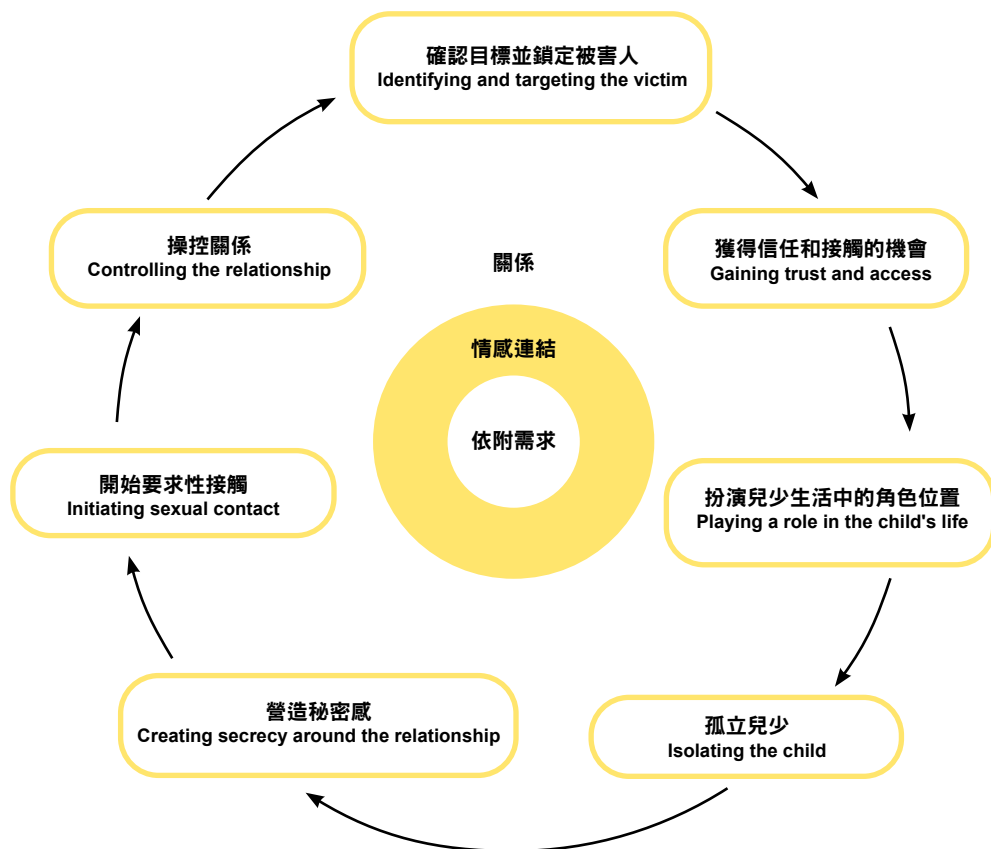 確認目標並鎖定被害人
Identifying and targeting the victim
獲得信任和接觸的機會
Gaining trust and access
扮演兒少生活中的角色位置
Playing a role in the child's life
孤立兒少
Isolating the child
營造秘密感
Creating secrecy around the relationship
開始要求性接觸
Initiating sexual contact
操控關係
Controlling the relationship
關係
情感連結
依附需求